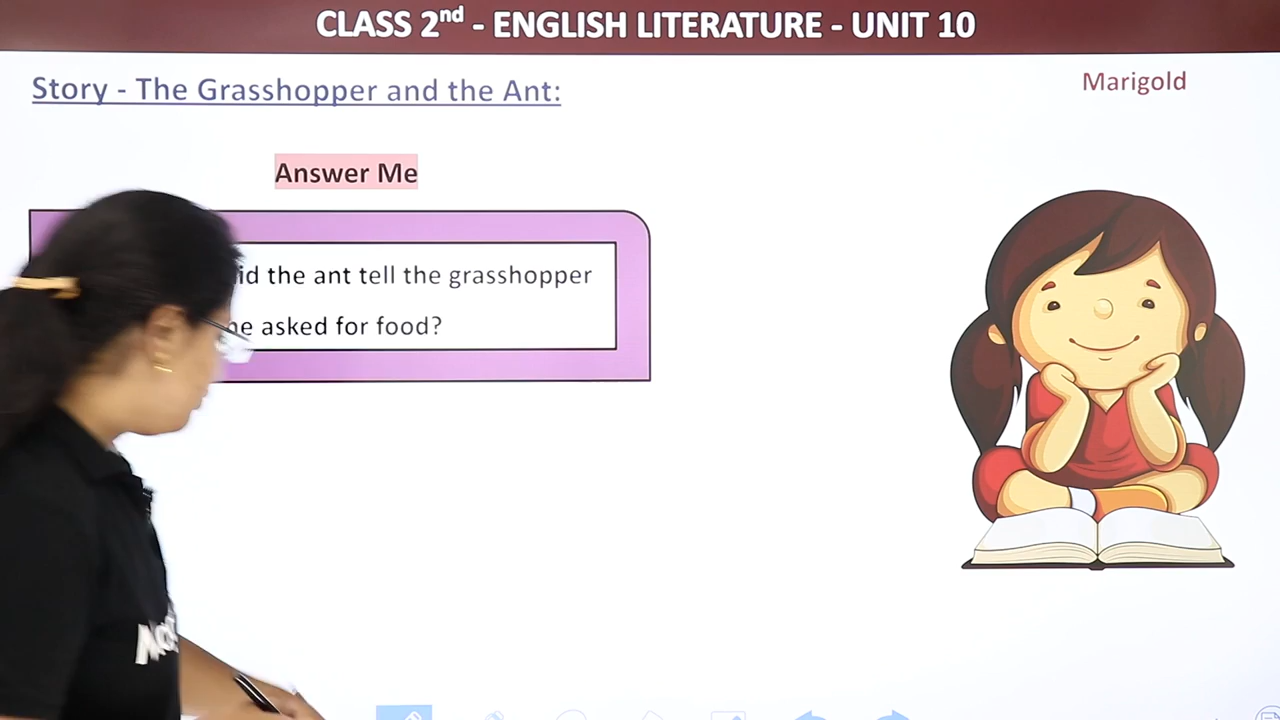 CLASS 2nd - ENGLISH LITERATURE - UNIT 10
Story - The Grasshopper and the Ant:
Marigold
Answer Me
the ant tell the grasshopper
asked for food?